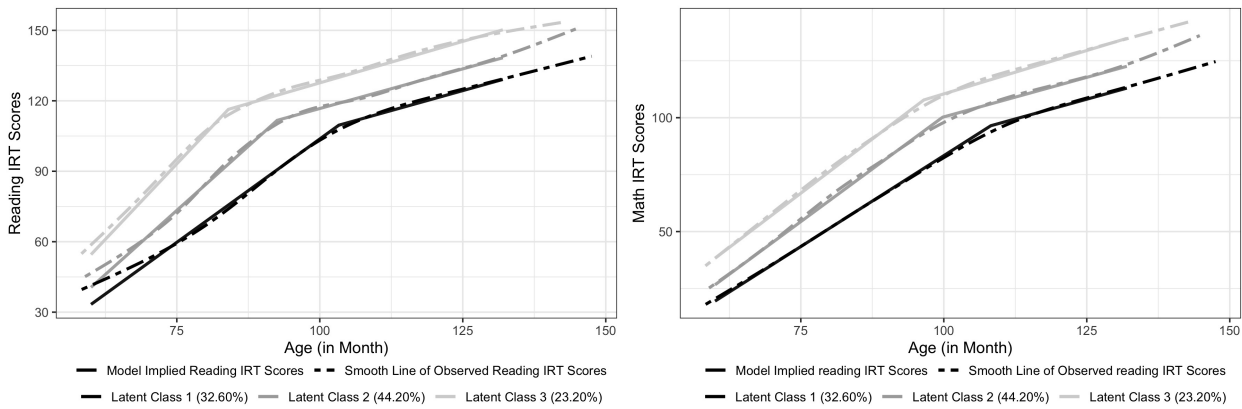 150
120
90
60
30
Reading IRT Scores
75
100
125
150
Age (in Month)
Model Implied Reading IRT Scores
Smooth Line of Observed Reading IRT Scores
Latent Class 1 (32.60%)
Latent Class 2 (44.20%)
Latent Class 3 (23.20%)
100
50
Math IRT Scores
75
100
125
150
Age (in Month)
Model Implied reading IRT Scores
Smooth Line of Observed reading IRT Scores
Latent Class 1 (32.60%)
Latent Class 2 (44.20%)
Latent Class 3 (23.20%)